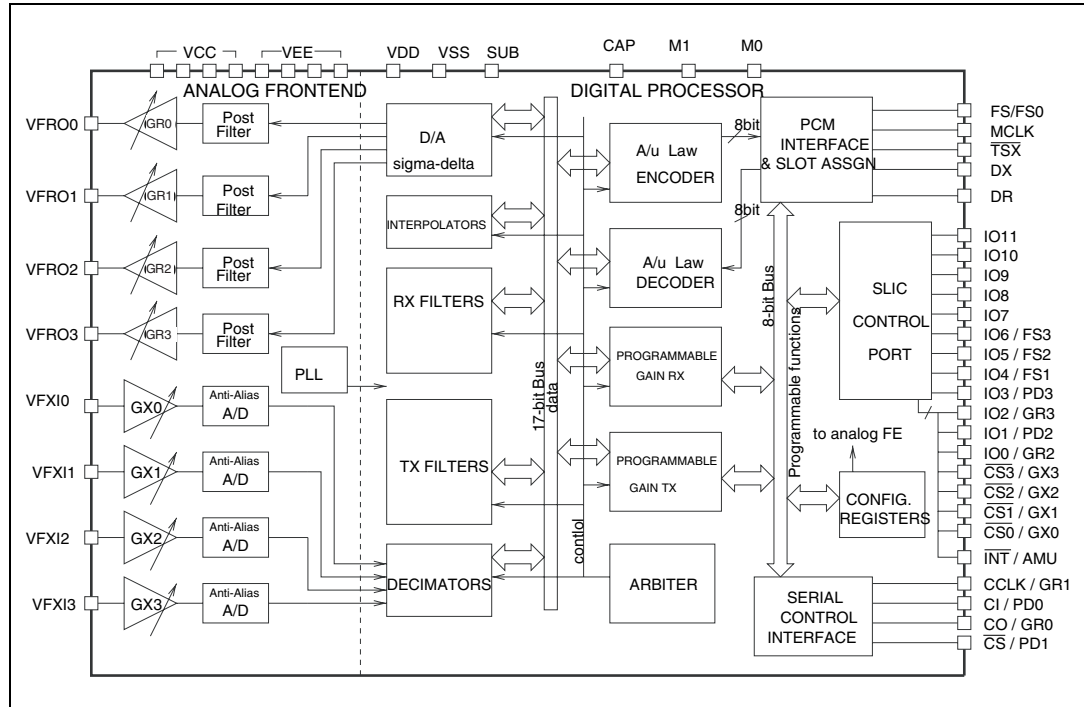 VCC VEE VDD VSS SUB CAP M1 M0
ANALOG FRONTEND
DIGITAL PROCESSOR
VFRO0
GR0
Post
Filter
VFRO1
GR1
Post
Filter
VFRO2
GR2
Post
Filter
VFRO3
GR3
Post
Filter
PLL
VFXI0
GX0
Anti-Alias
A/D
VFXI1
GX1
Anti-Alias
A/D
VFXI2
GX2
Anti-Alias
A/D
VFXI3
GX3
Anti-Alias
A/D
D/A
sigma-delta
INTERPOLATORS
RX FILTERS
TX FILTERS
DECIMATORS
17-bit Bus
data
contlol
A/u Law
ENCODER
8bit
A/u Law
DECODER
8bit
PROGRAMMABLE
GAIN RX
PROGRAMMABLE
GAIN TX
ARBITER
PCM
INTERFACE
& SLOT ASSGN
8-bit Bus
Programmable functions
SLIC
CONTROL
PORT
to analog FE
CONFIG.
REGISTERS
SERIAL
CONTROL
INTERFACE
FS/FS0
MCLK
TSX
DX
DR
IO11
IO10
IO9
IO8
IO7
IO6 / FS3
IO5 / FS2
IO4 / FS1
IO3 / PD3
IO2 / GR3
IO1 / PD2
IO0 / GR2
CS3 / GX3
CS2 / GX2
CS1 / GX1
CS0 / GX0
INT / AMU
CCLK / GR1
CI / PD0
CO / GR0
CS / PD1